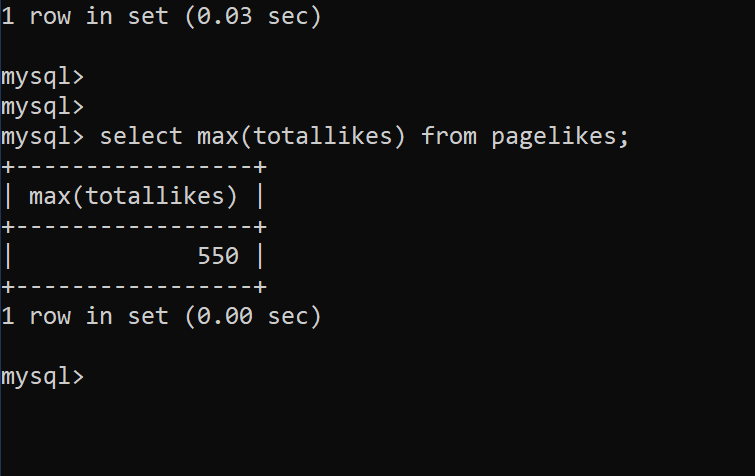 1 row in set (0.03 sec)
mysql>
mysql>
mysql> select max(totallikes) from pagelikes;
+-----------------+
| max(totallikes) |
+-----------------+
|             550 |
+-----------------+
1 row in set (0.00 sec)
mysql>